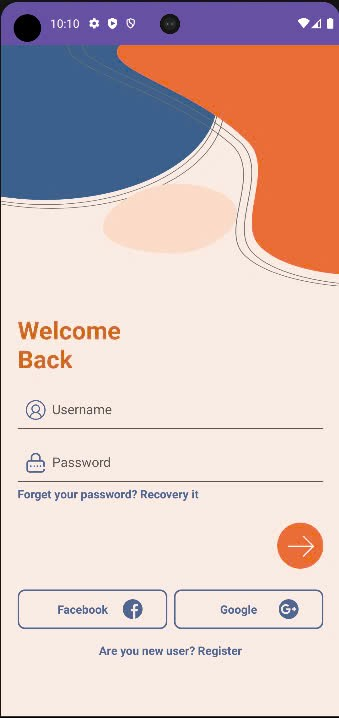 10:10
Welcome
Back
Username
Password
Forget your password? Recovery it
Facebook
Google
Are you new user? Register